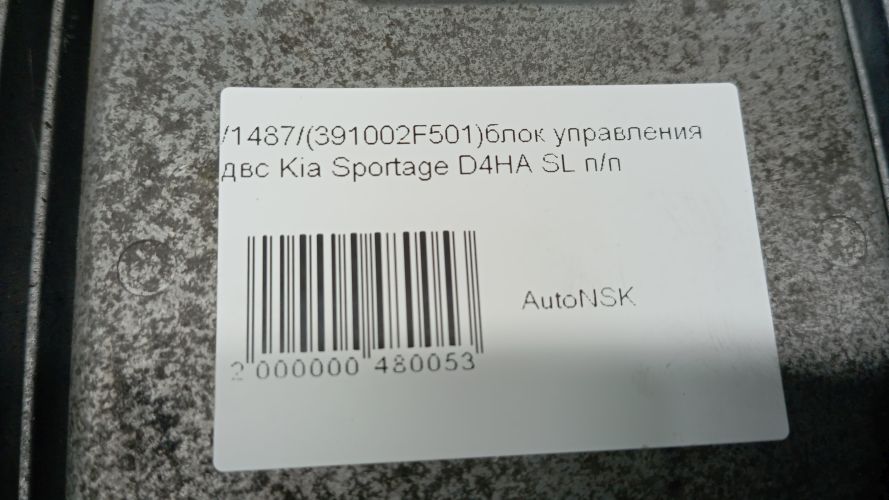 /1487/(391002F501)блок управления
двс Kia Sportage D4HA SL п/п
AutoNSK
2 000000 480053